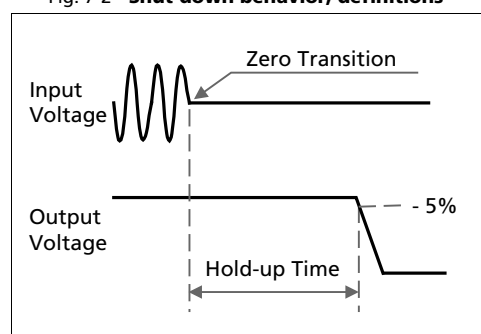 Fig. 7-2 Shut down behavior, definitions
Zero Transition
Input
Voltage
- 5%
Output
Voltage
Hold-up Time